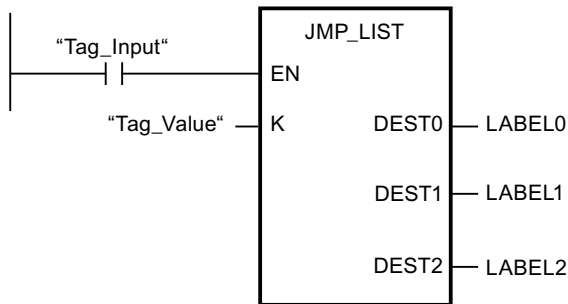 JMP_LIST
“Tag_Input“
EN
“Tag_Value“ K DEST0 LABEL0
DEST1 LABEL1
DEST2 LABEL2